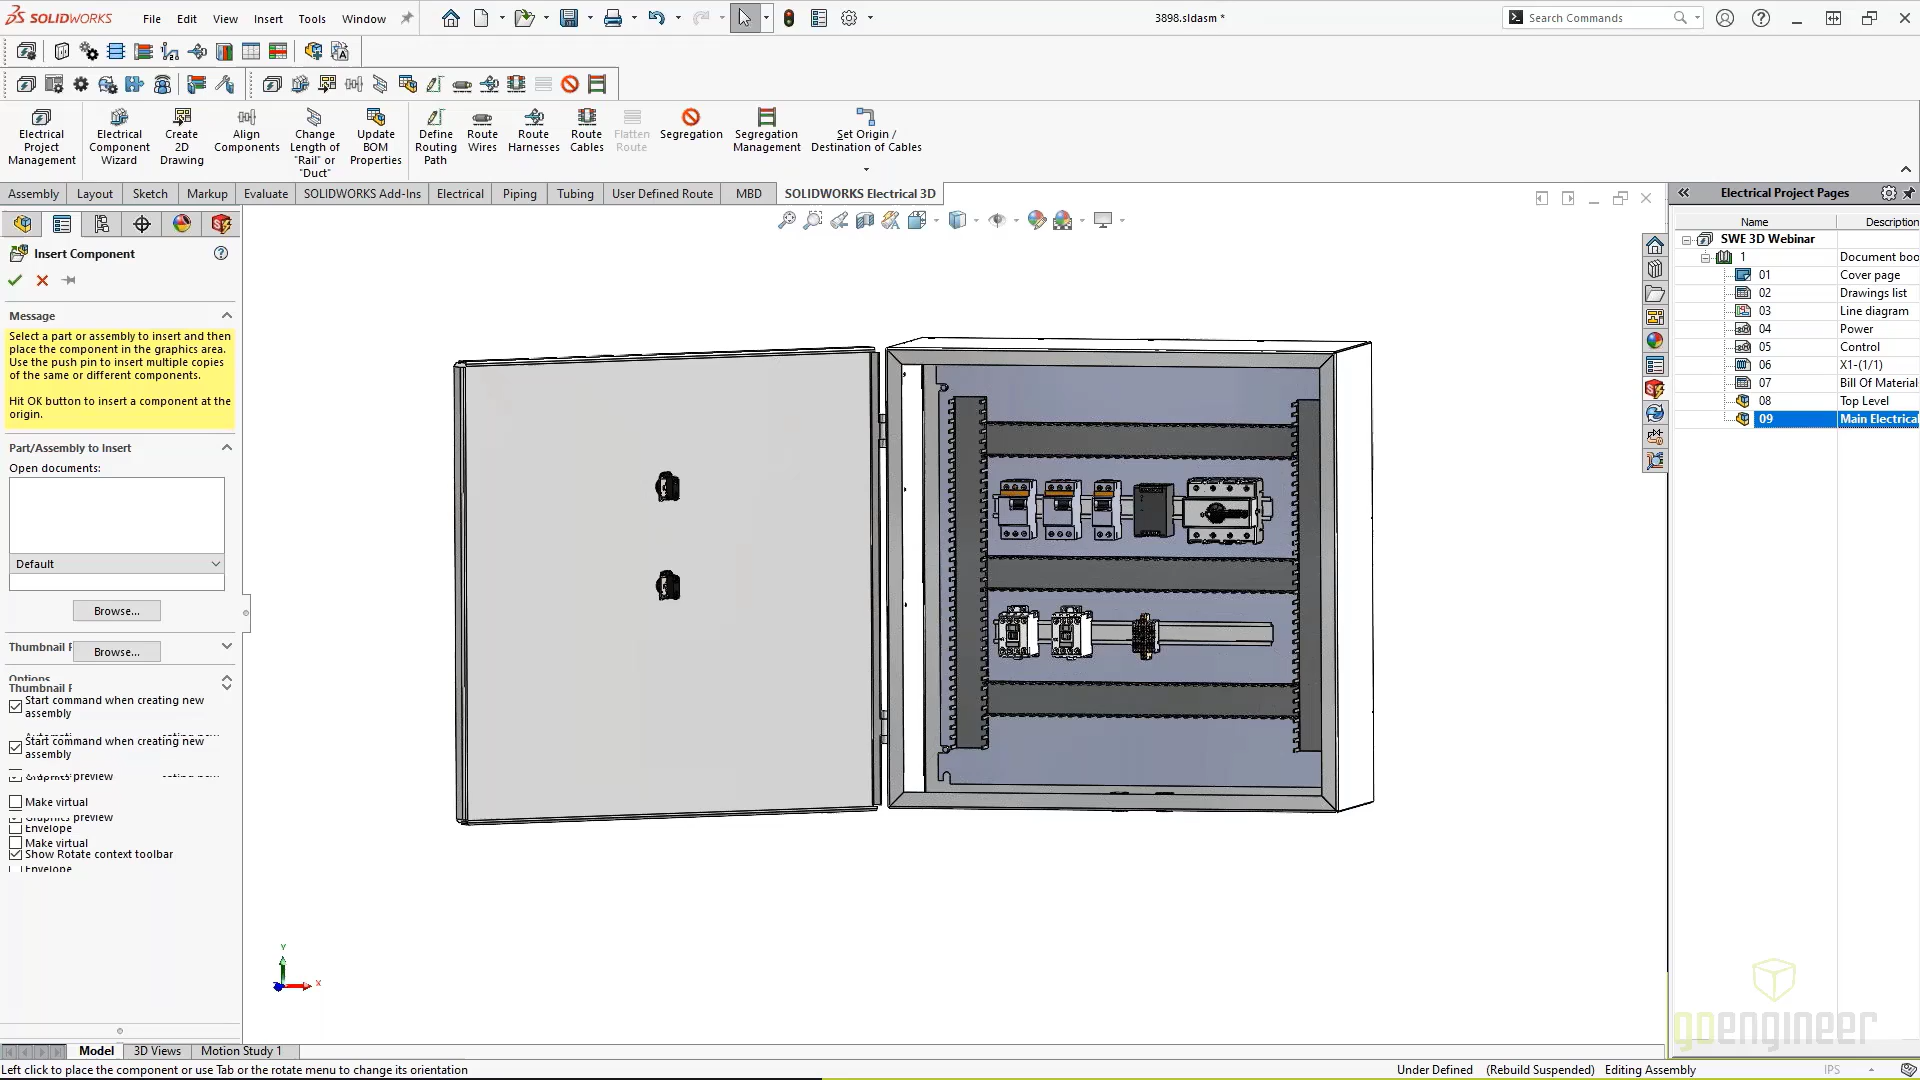 SOLIDWORKS
File Edit View Insert Tools Window
3898.sldasm *
Search Commands
Electrical Project Management
Electrical Component Wizard
Create 2D Drawing
Align Components
Change Length of "Rail" or "Duct"
Update BOM Properties
Define Routing Path
Route Wires
Route Harnesses
Route Cables
Flatten Route
Segregation
Segregation Management
Set Origin / Destination of Cables
Assembly Layout Sketch Markup Evaluate SOLIDWORKS Add-Ins Electrical Piping Tubing User Defined Route MBD SOLIDWORKS Electrical 3D
Insert Component
Message
Select a part or assembly to insert and then
place the component in the graphics area.
Use the push pin to insert multiple copies
of the same or different components.
Hit OK button to insert a component at the
origin.
Part/Assembly to Insert
Open documents:
Default
Browse...
Thumbnail
Browse...
Options
Thumbnail
Start command when creating new
assembly
Start command when creating new
assembly
Graphics preview
Make virtual
Graphics preview
Envelope
Make virtual
Show Rotate context toolbar
Envelope
Y
X
Electrical Project Pages
Name Description
SWE 3D Webinar
1 Document boo
01 Cover page
02 Drawings list
03 Line diagram
04 Power
05 Control
06 X1-(1/1)
07 Bill Of Material
08 Top Level
09 Main Electrical
goengineer
Model 3D Views Motion Study 1
Left click to place the component or use Tab or the rotate menu to change its orientation
Under Defined (Rebuild Suspended) Editing Assembly IPS